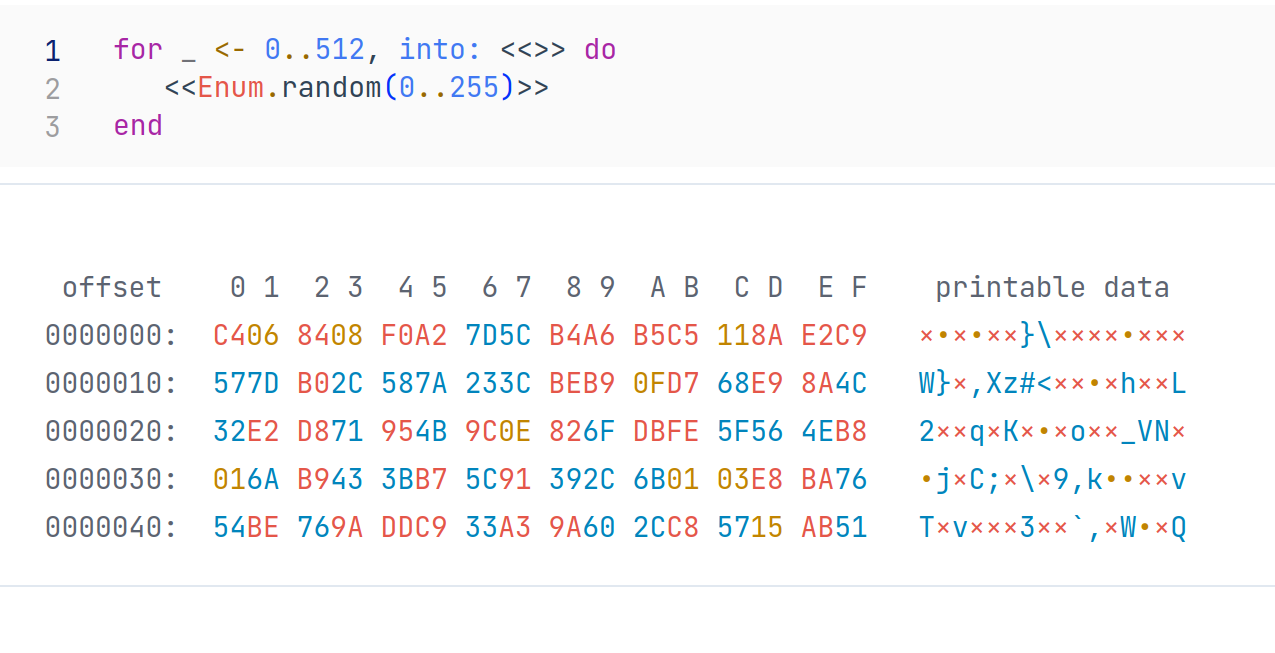 1 for _ <- 0..512, into: <<>> do
2 <<Enum.random(0..255)>>
3 end
offset 0 1 2 3 4 5 6 7 8 9 A B C D E F printable data
0000000: C406 8408 F0A2 7D5C B4A6 B5C5 118A E2C9 ו×•××}\××××•×××
0000010: 577D B02C 587A 233C BEB9 0FD7 68E9 8A4C W}×,Xz#<×ו×h××L
0000020: 32E2 D871 954B 9C0E 826F DBFE 5F56 4EB8 2××q×Kו×o××_VN×
0000030: 016A B943 3BB7 5C91 392C 6B01 03E8 BA76 •j×C;×\×9,k••××v
0000040: 54BE 769A DDC9 33A3 9A60 2CC8 5715 AB51 T×v×××3××`,×W•×Q